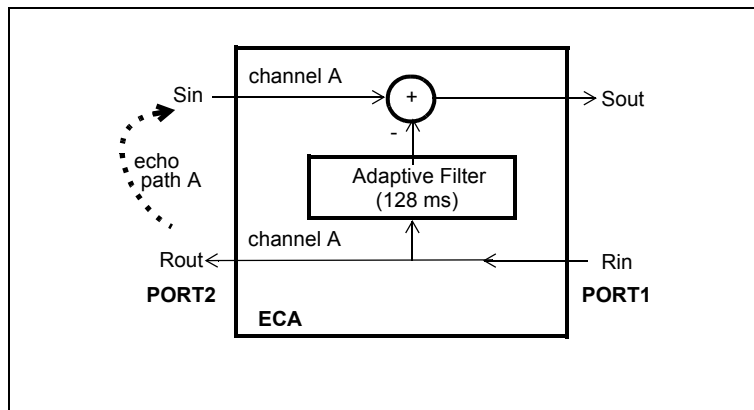 channel A
Sin
+
Sout
-
echo
path A
Adaptive Filter
(128 ms)
channel A
Rout
Rin
PORT2
PORT1
ECA